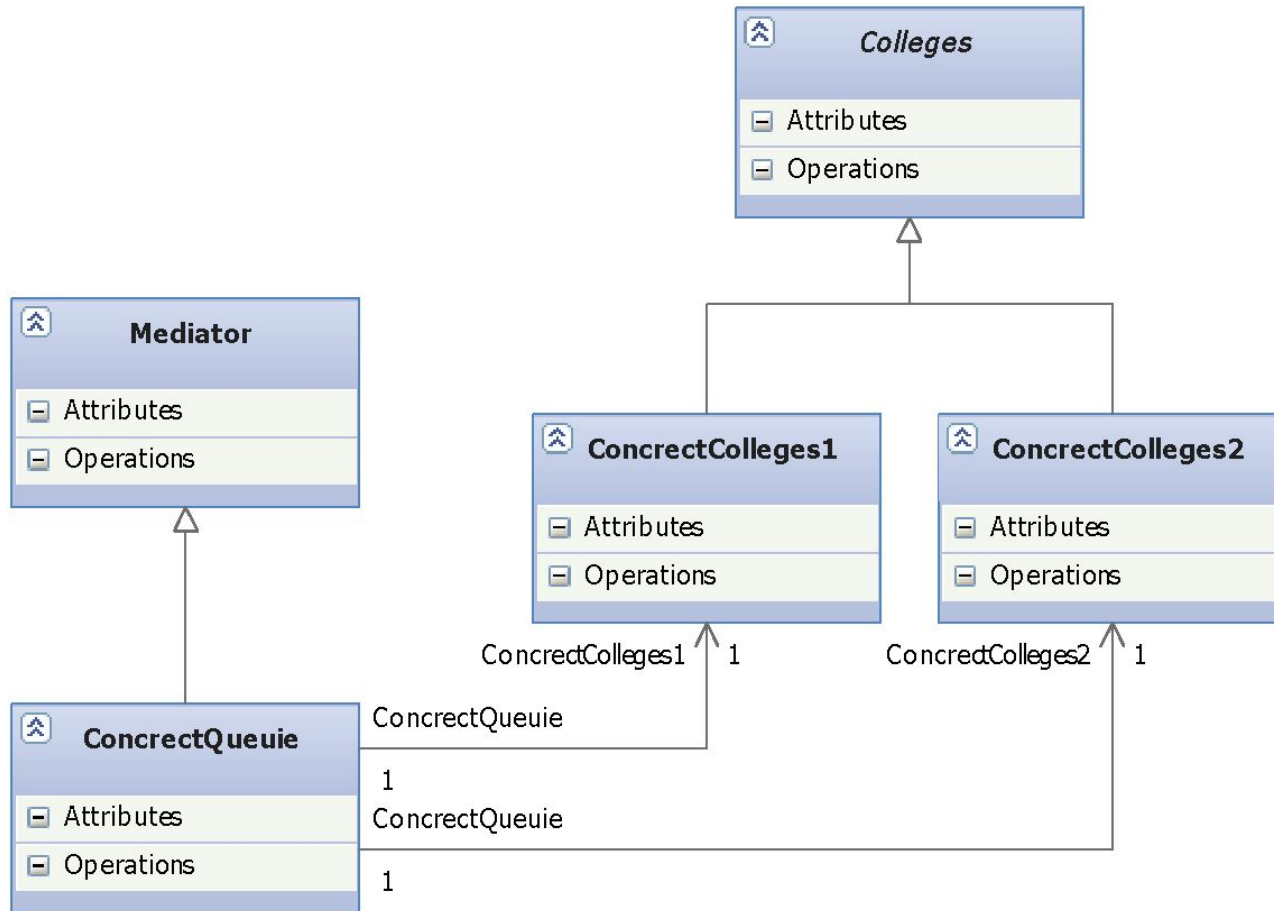 Colleges
Attributes
Operations
Mediator
Attributes
Operations
ConcrectColleges1
Attributes
Operations
ConcrectColleges2
Attributes
Operations
ConcrectColleges1 1
ConcrectColleges2 1
ConcrectQueuie
Attributes
Operations
ConcrectQueuie
1
ConcrectQueuie
1